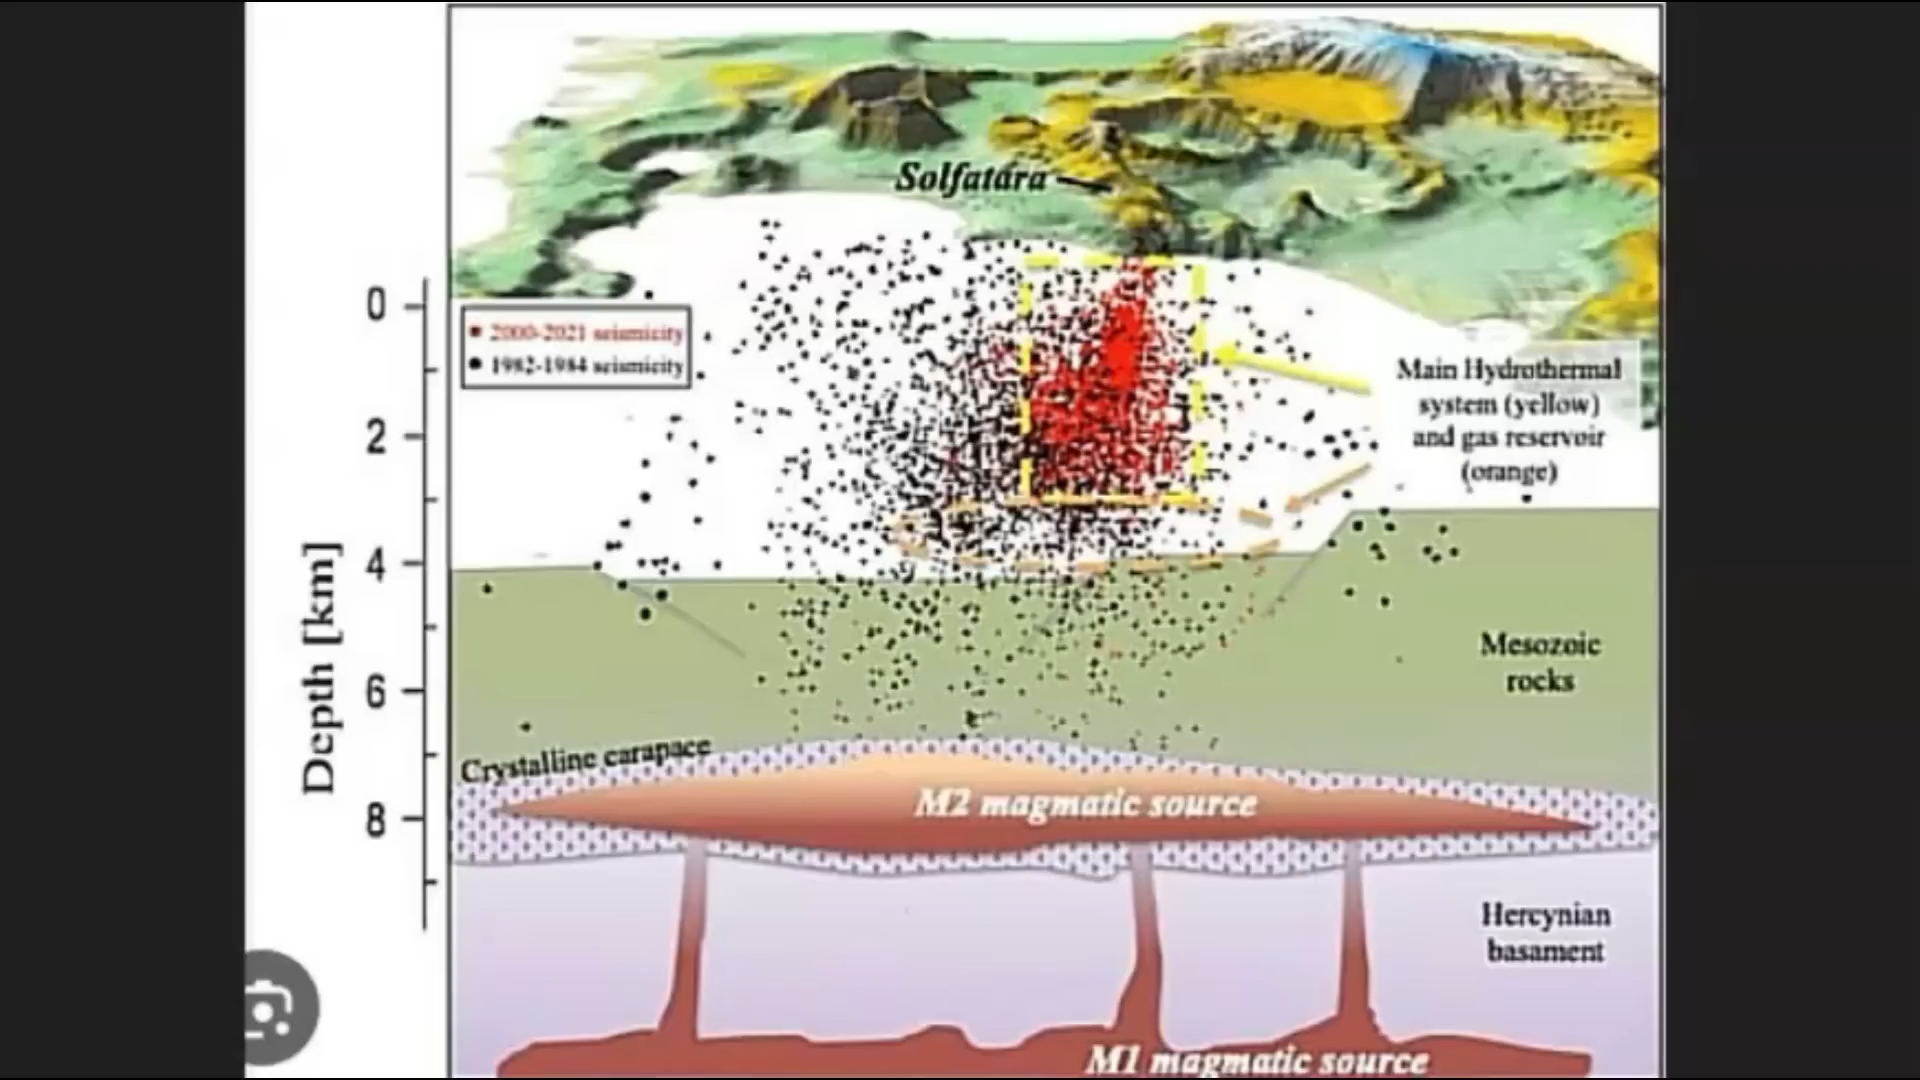 Solfatara
0
2000-2021 seismicity
1982-1984 seismicity
Main Hydrothermal
system (yellow)
and gas reservoir
(orange)
2
4
Depth [km]
Mesozoic
rocks
6
Crystalline carapace
M2 magmatic source
8
Hercynian
basament
M1 magmatic source